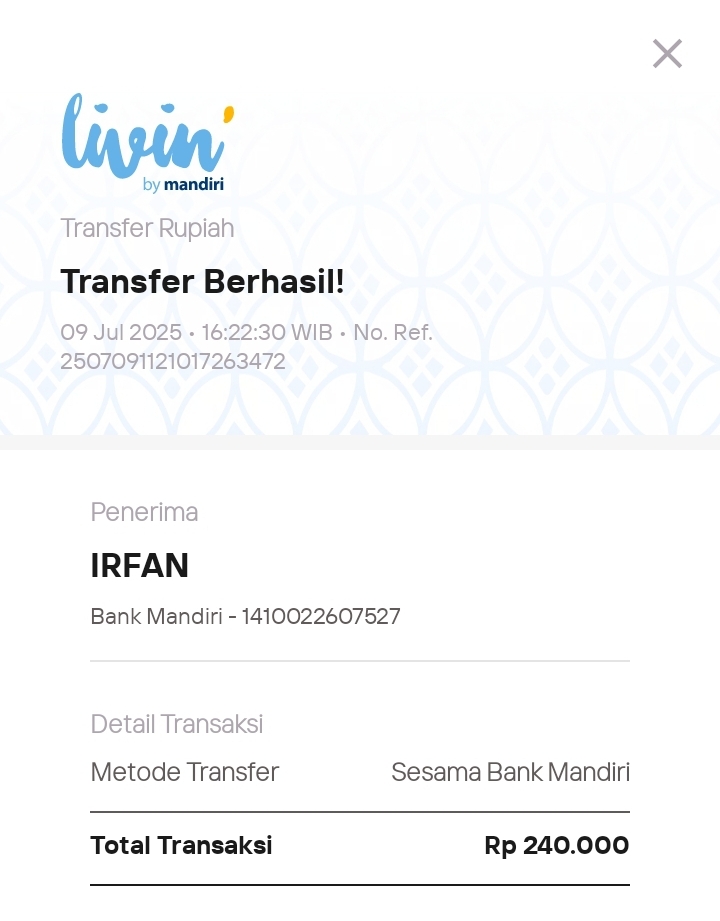 livin'
by mandiri
Transfer Rupiah
Transfer Berhasil!
09 Jul 2025 • 16:22:30 WIB • No. Ref.
2507091121017263472
Penerima
IRFAN
Bank Mandiri - 1410022607527
Detail Transaksi
Metode Transfer Sesama Bank Mandiri
Total Transaksi Rp 240.000